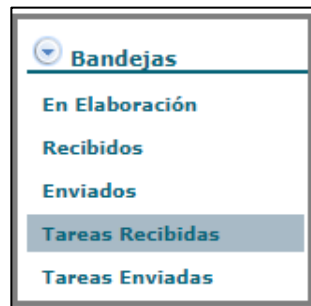 Bandejas
En Elaboración
Recibidos
Enviados
Tareas Recibidas
Tareas Enviadas